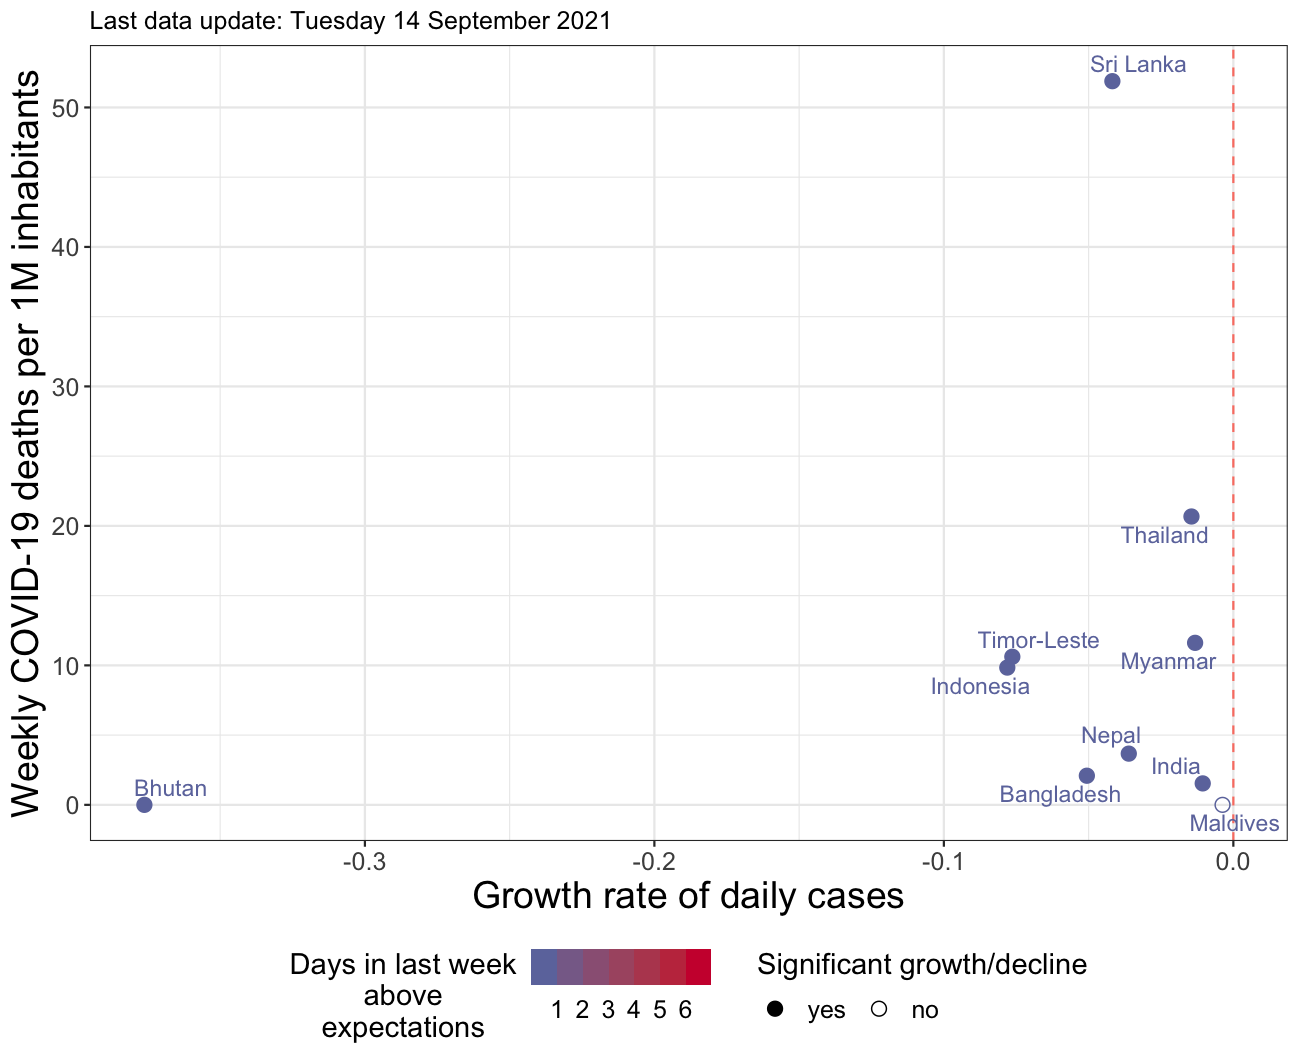 Last data update: Tuesday 14 September 2021
Weekly COVID-19 deaths per 1M inhabitants
50
40
30
20
10
0
Sri Lanka
Thailand
Timor-Leste
Myanmar
Indonesia
Nepal
India
Bhutan
Bangladesh
Maldives
-0.3 -0.2 -0.1 0.0
Growth rate of daily cases
Days in last week
above
expectations
1 2 3 4 5 6
Significant growth/decline
yes no